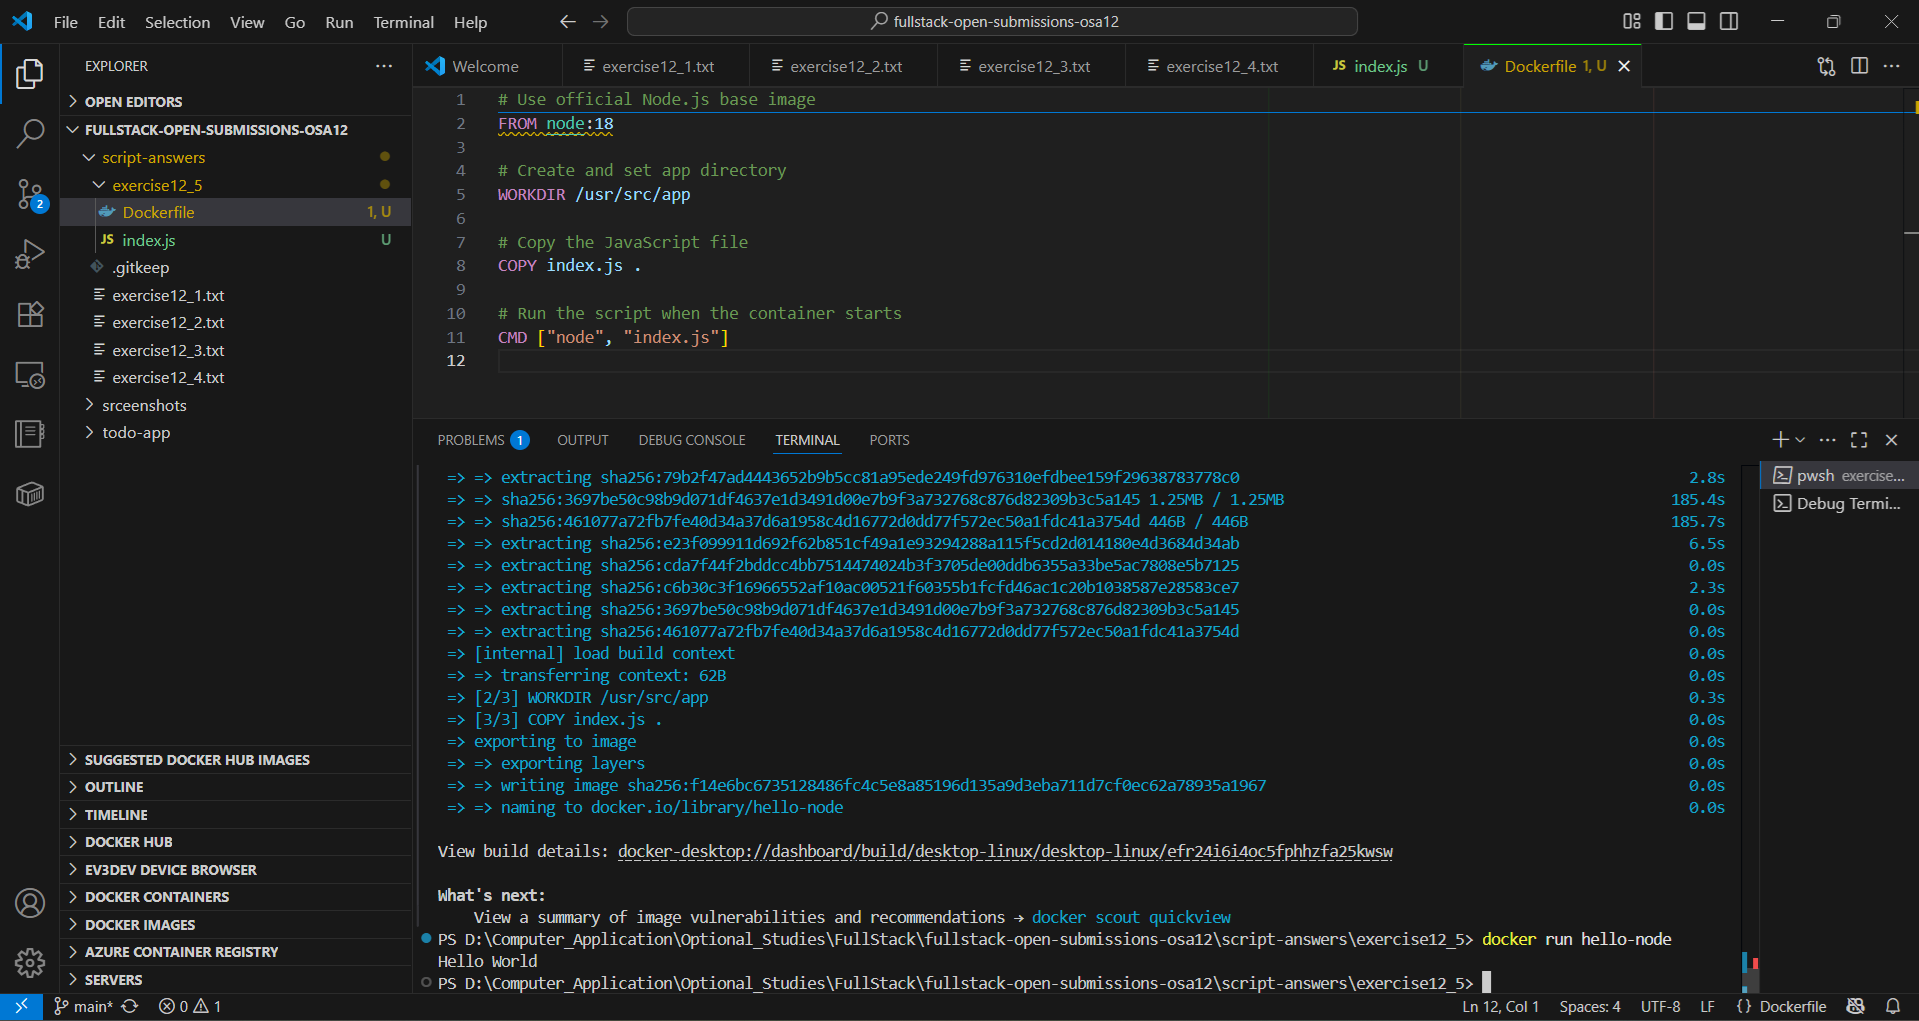 File Edit Selection View Go Run Terminal Help
fullstack-open-submissions-osa12
EXPLORER
OPEN EDITORS
FULLSTACK-OPEN-SUBMISSIONS-OSA12
script-answers
exercise12_5
Dockerfile 1, U
index.js U
.gitkeep
exercise12_1.txt
exercise12_2.txt
exercise12_3.txt
exercise12_4.txt
srceenshots
todo-app
SUGGESTED DOCKER HUB IMAGES
OUTLINE
TIMELINE
DOCKER HUB
EV3DEV DEVICE BROWSER
DOCKER CONTAINERS
DOCKER IMAGES
AZURE CONTAINER REGISTRY
SERVERS
2
Welcome exercise12_1.txt exercise12_2.txt exercise12_3.txt exercise12_4.txt JS index.js U Dockerfile 1, U
1 # Use official Node.js base image
2 FROM node:18
3
4 # Create and set app directory
5 WORKDIR /usr/src/app
6
7 # Copy the JavaScript file
8 COPY index.js .
9
10 # Run the script when the container starts
11 CMD ["node", "index.js"]
12
PROBLEMS 1 OUTPUT DEBUG CONSOLE TERMINAL PORTS
pwsh exercise...
Debug Termi...
=> => extracting sha256:79b2f47ad4443652b9b5cc81a95ede249fd976310efdbee159f29638783778c0 2.8s
=> => sha256:3697be50c98b9d071df4637e1d3491d00e7b9f3a732768c876d82309b3c5a145 1.25MB / 1.25MB 185.4s
=> => sha256:461077a72fb7fe40d34a37d6a1958c4d16772d0dd77f572ec50a1fdc41a3754d 446B / 446B 185.7s
=> => extracting sha256:e23f099911d692f62b851cf49a1e93294288a115f5cd2d014180e4d3684d34ab 6.5s
=> => extracting sha256:cda7f44f2bddcc4bb7514474024b3f3705de00ddb6355a33be5ac7808e5b7125 0.0s
=> => extracting sha256:c6b30c3f16966552af10ac00521f60355b1fcfd46ac1c20b1038587e28583ce7 2.3s
=> => extracting sha256:3697be50c98b9d071df4637e1d3491d00e7b9f3a732768c876d82309b3c5a145 0.0s
=> => extracting sha256:461077a72fb7fe40d34a37d6a1958c4d16772d0dd77f572ec50a1fdc41a3754d 0.0s
=> [internal] load build context 0.0s
=> => transferring context: 62B 0.0s
=> [2/3] WORKDIR /usr/src/app 0.3s
=> [3/3] COPY index.js . 0.0s
=> exporting to image 0.0s
=> => exporting layers 0.0s
=> => writing image sha256:f14e6bc6735128486fc4c5e8a85196d135a9d3eba711d7cf0ec62a78935a1967 0.0s
=> => naming to docker.io/library/hello-node 0.0s
View build details: docker-desktop://dashboard/build/desktop-linux/desktop-linux/efr24i6i4oc5fphhzfa25kwsw
What's next:
View a summary of image vulnerabilities and recommendations → docker scout quickview
PS D:\Computer_Application\Optional_Studies\FullStack\fullstack-open-submissions-osa12\script-answers\exercise12_5> docker run hello-node
Hello World
PS D:\Computer_Application\Optional_Studies\FullStack\fullstack-open-submissions-osa12\script-answers\exercise12_5>
main* 0 1 Ln 12, Col 1 Spaces: 4 UTF-8 LF {} Dockerfile